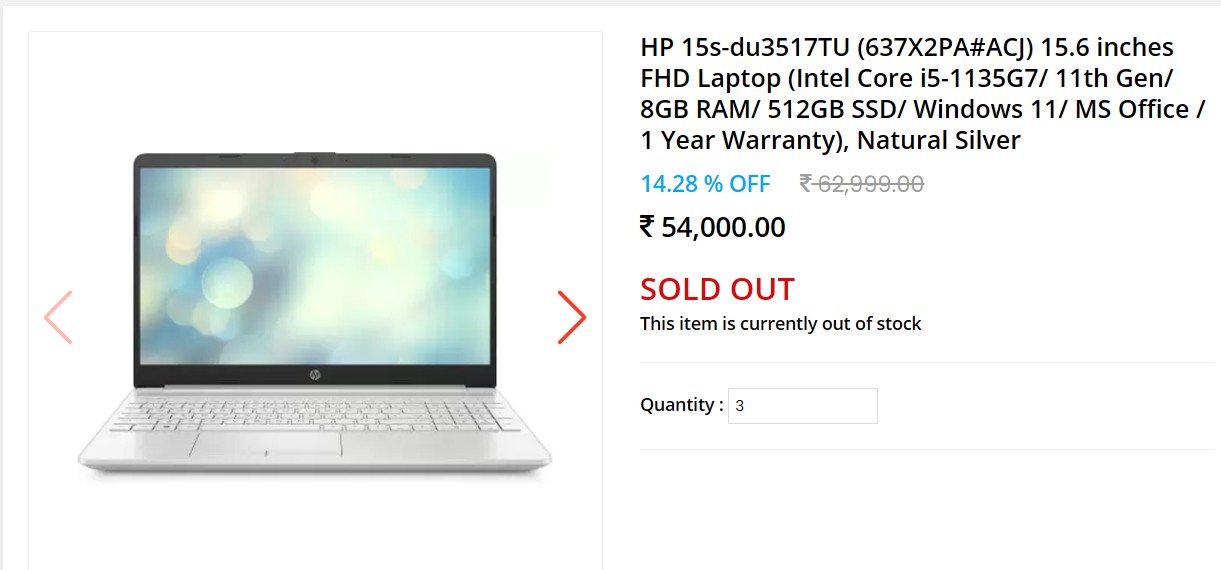 HP 15s-du3517TU (637X2PA#ACJ) 15.6 inches
FHD Laptop (Intel Core i5-1135G7/ 11th Gen/
8GB RAM/ 512GB SSD/ Windows 11/ MS Office /
1 Year Warranty), Natural Silver
14.28 % OFF ₹ 62,999.00
₹ 54,000.00
SOLD OUT
This item is currently out of stock
Quantity : 3
hp